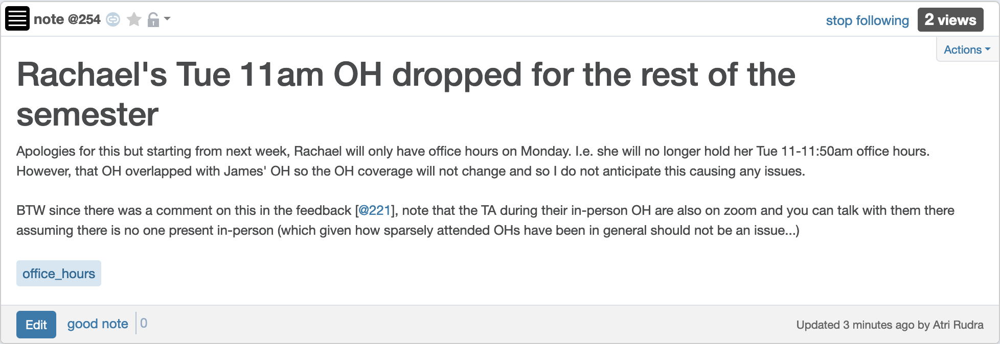 note @254
stop following
2 views
Actions
Rachael's Tue 11am OH dropped for the rest of the
semester
Apologies for this but starting from next week, Rachael will only have office hours on Monday. I.e. she will no longer hold her Tue 11-11:50am office hours.
However, that OH overlapped with James' OH so the OH coverage will not change and so I do not anticipate this causing any issues.
BTW since there was a comment on this in the feedback [@221], note that the TA during their in-person OH are also on zoom and you can talk with them there
assuming there is no one present in-person (which given how sparsely attended OHs have been in general should not be an issue...)
office_hours
Edit
good note
0
Updated 3 minutes ago by Atri Rudra